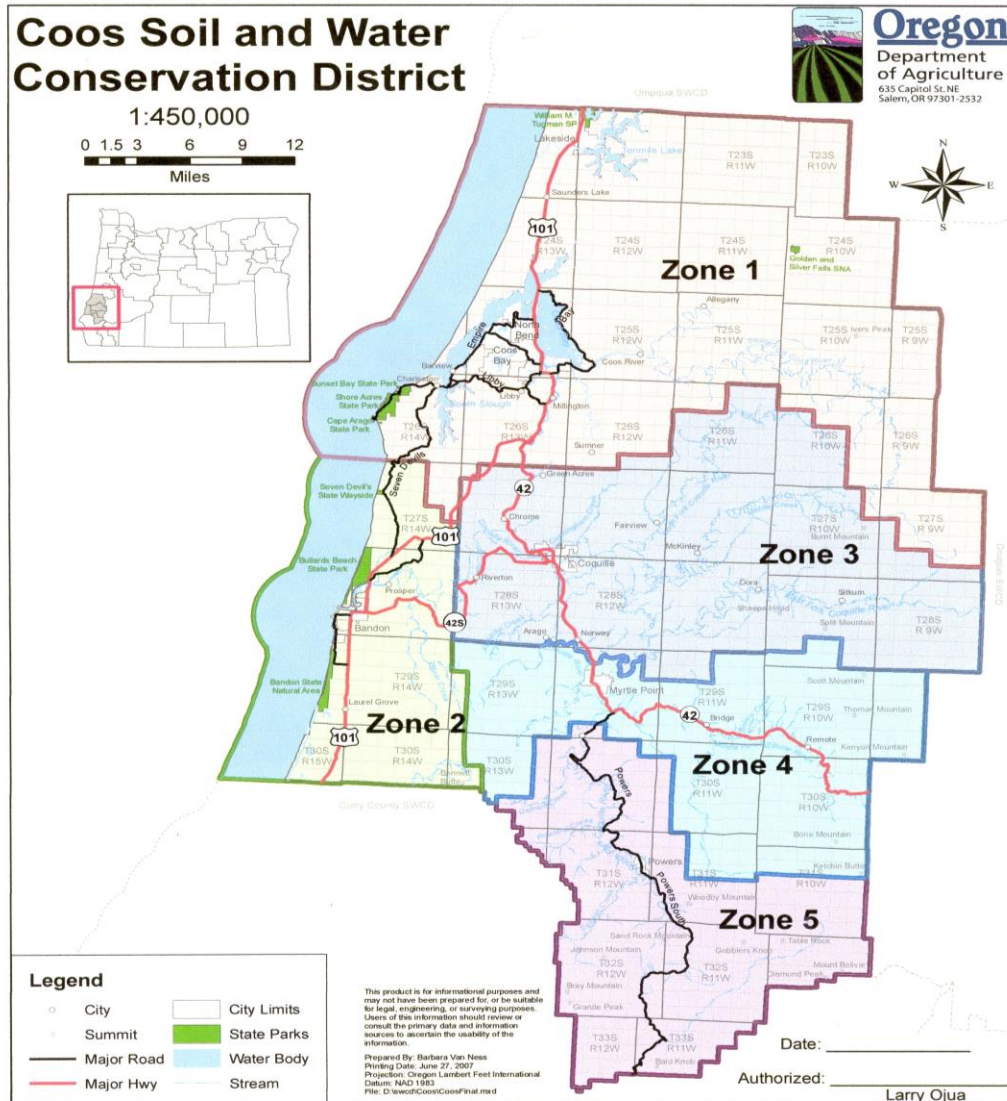 Coos Soil and Water
Conservation District
1:450,000
0 1.5 3 6 9 12
Miles
Oregon
Department
of Agriculture
635 Capitol St. NE
Salem, OR 97301-2532
N
W E
S
Umpqua SWCD
William M.
Tugman SP
Lakeside
Tenmile Lake
T23S
R11W
T23S
R10W
Saunders Lake
101
T24S
R13W
T24S
R12W
T24S
R11W
T24S
R10W
Zone 1
Golden and
Silver Falls SNA
Allegany
North
Bend
Bay
Empire
Coos
Bay
T25S
R12W
T25S
R11W
T25S
R10W
Ivers Peak
T25S
R 9W
Coos River
Barview
Charleston
Libby
Libby
Millington
South Slough
Sunset Bay State Park
Shore Acres
State Park
Cape Arago
State Park
T26S
R14W
T26S
R13W
T26S
R12W
T26S
R11W
T26S
R10W
T26S
R 9W
Sumner
Seven Devils
Green Acres
42
Seven Devil's
State Wayside
T27S
R14W
Chrome
Fairview
T27S
R10W
Burnt Mountain
T27S
R 9W
101
McKinley
Zone 3
Douglas SWCD
Bullards Beach
State Park
Coquille
Prosper
Riverton
T28S
R13W
T28S
R12W
Dora
Sitkum
Coquille River
Split Mountain
T28S
R 9W
42S
Bandon
Arago
Norway
Bandon State
Natural Area
T29S
R14W
T29S
R13W
Myrtle Point
T29S
R11W
Scott Mountain
T29S
R10W
Thomas Mountain
Laurel Grove
Zone 2
42
Bridge
Remote
Kenyon Mountain
101
T30S
R15W
T30S
R14W
T30S
R13W
Zone 4
Bennett
Butte
Curry County SWCD
T30S
R11W
T30S
R10W
Powers
Bone Mountain
Ketchin Butte
Powers
T31S
R12W
T31S
R11W
T31S
R10W
Woodby Mountain
Powers South
Zone 5
Sand Rock Mountain
Johnson Mountain
Gobblers Knob
Table Rock
Mount Bolivar
Diamond Peak
T32S
R12W
T32S
R11W
Bray Mountain
Granite Peak
T33S
R12W
T33S
R11W
Bald Knob
Legend
City
Summit
Major Road
Major Hwy
City Limits
State Parks
Water Body
Stream
This product is for informational purposes and
may not have been prepared for, or be suitable
for legal, engineering, or surveying purposes.
Users of this information should review or
consult the primary data and information
sources to ascertain the usability of the
information.
Prepared By: Barbara Van Ness
Printing Date: June 27, 2007
Projection: Oregon Lambert Feet International
Datum: NAD 1983
File: D:\swcd\Coos\CoosFinal.mxd
Date:
Authorized:
Larry Ojua